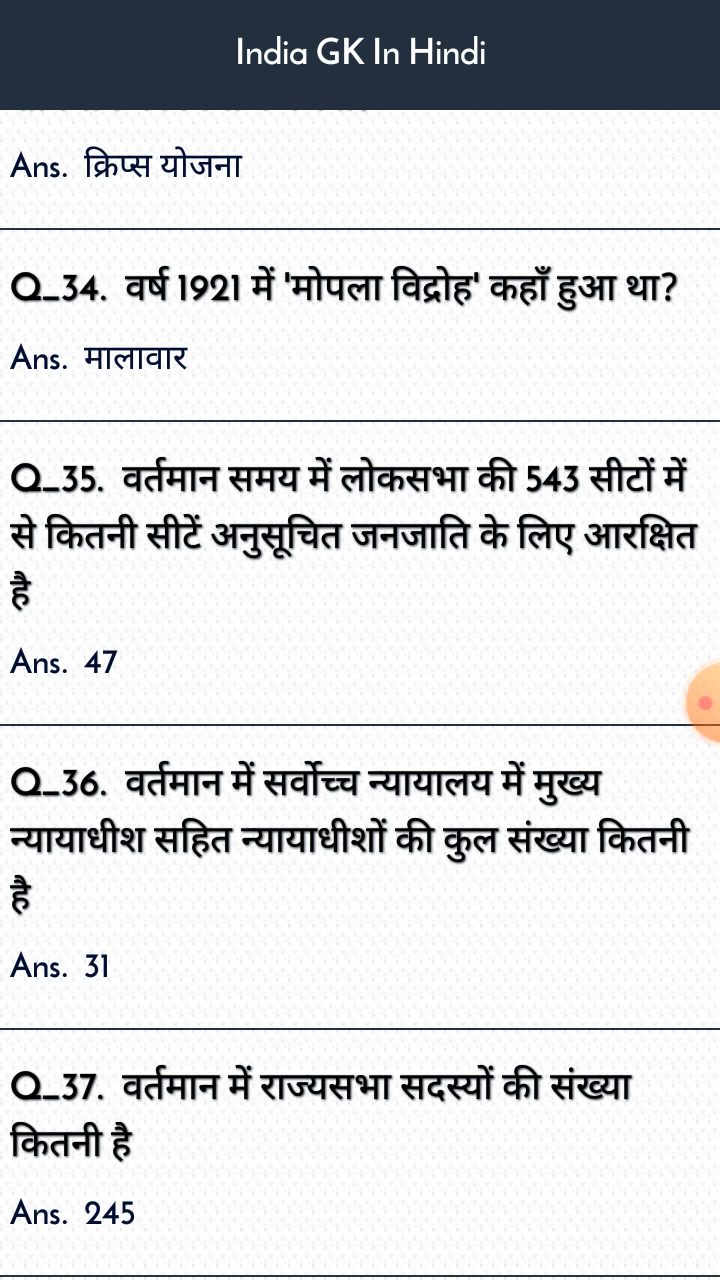 India GK In Hindi
Ans. क्रिप्स योजना
Q_34. वर्ष 1921 में 'मोपला विद्रोह' कहाँ हुआ था?
Ans. मालावार
Q_35. वर्तमान समय में लोकसभा की 543 सीटों में
से कितनी सीटें अनुसूचित जनजाति के लिए आरक्षित
है
Ans. 47
Q_36. वर्तमान में सर्वोच्च न्यायालय में मुख्य
न्यायाधीश सहित न्यायाधीशों की कुल संख्या कितनी
है
Ans. 31
Q_37. वर्तमान में राज्यसभा सदस्यों की संख्या
कितनी है
Ans. 245